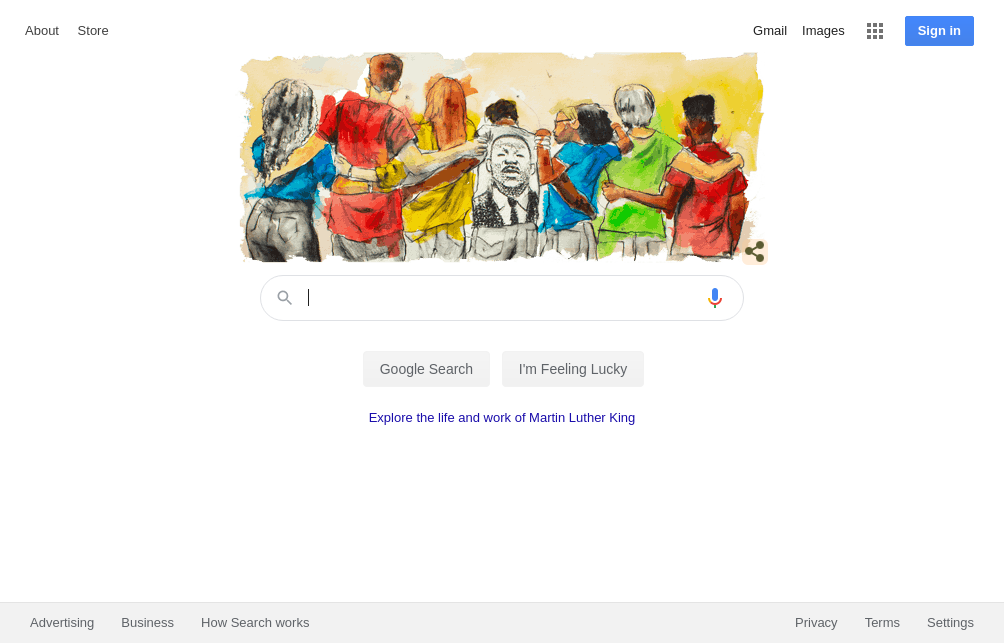 About Store Gmail Images Sign in
Google Search I'm Feeling Lucky
Explore the life and work of Martin Luther King
Advertising Business How Search works Privacy Terms Settings